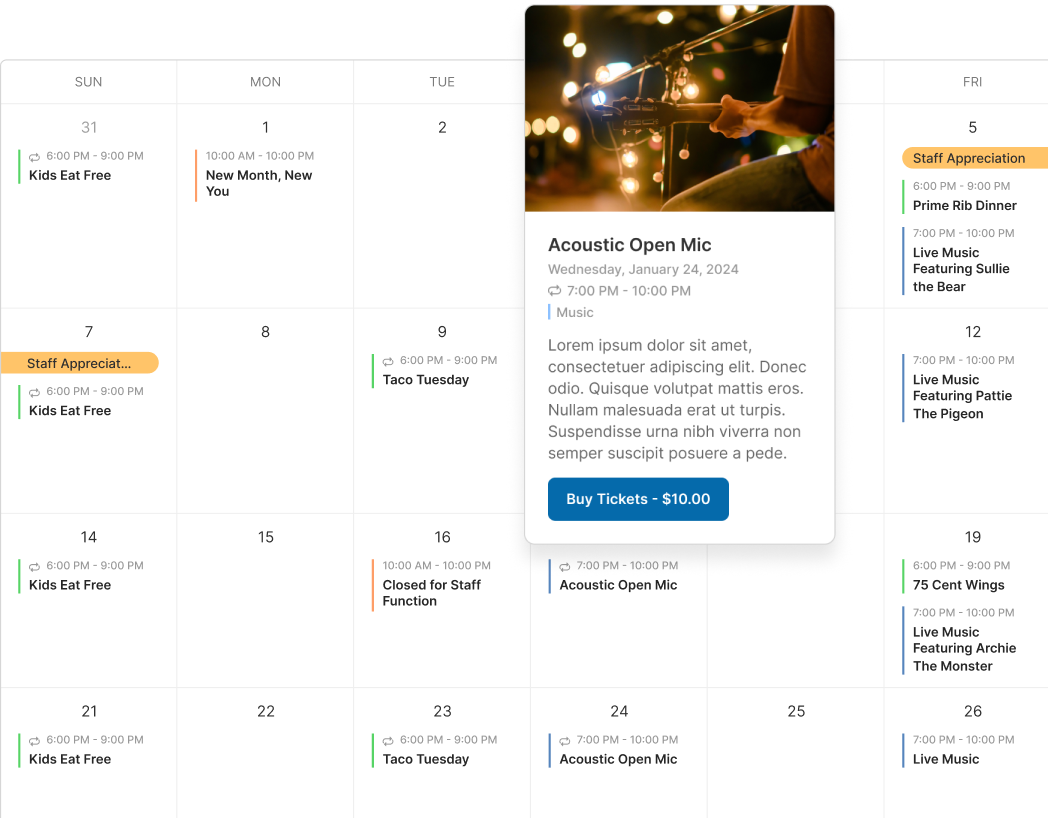 SUN
MON
TUE
FRI
31
6:00 PM - 9:00 PM
Kids Eat Free
1
10:00 AM - 10:00 PM
New Month, New
You
2
5
Staff Appreciation
6:00 PM - 9:00 PM
Prime Rib Dinner
7:00 PM - 10:00 PM
Live Music
Featuring Sullie
the Bear
Acoustic Open Mic
Wednesday, January 24, 2024
7:00 PM - 10:00 PM
Music
Lorem ipsum dolor sit amet,
consectetuer adipiscing elit. Donec
odio. Quisque volutpat mattis eros.
Nullam malesuada erat ut turpis.
Suspendisse urna nibh viverra non
semper suscipit posuere a pede.
Buy Tickets - $10.00
7
Staff Appreciat...
6:00 PM - 9:00 PM
Kids Eat Free
8
9
6:00 PM - 9:00 PM
Taco Tuesday
12
7:00 PM - 10:00 PM
Live Music
Featuring Pattie
The Pigeon
14
6:00 PM - 9:00 PM
Kids Eat Free
15
16
10:00 AM - 10:00 PM
Closed for Staff
Function
7:00 PM - 10:00 PM
Acoustic Open Mic
19
6:00 PM - 9:00 PM
75 Cent Wings
7:00 PM - 10:00 PM
Live Music
Featuring Archie
The Monster
21
6:00 PM - 9:00 PM
Kids Eat Free
22
23
6:00 PM - 9:00 PM
Taco Tuesday
24
7:00 PM - 10:00 PM
Acoustic Open Mic
25
26
7:00 PM - 10:00 PM
Live Music